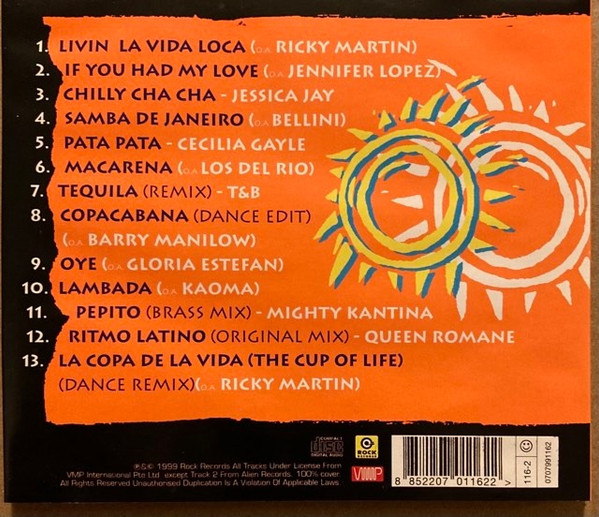 1. LIVIN LA VIDA LOCA (O.A. RICKY MARTIN)
2. IF YOU HAD MY LOVE (O.A. JENNIFER LOPEZ)
3. CHILLY CHA CHA - JESSICA JAY
4. SAMBA DE JANEIRO (O.A. BELLINI)
5. PATA PATA - CECILIA GAYLE
6. MACARENA (O.A. LOS DEL RIO)
7. TEQUILA (REMIX) - T&B
8. COPACABANA (DANCE EDIT)
(O.A. BARRY MANILOW)
9. OYE (O.A. GLORIA ESTEFAN)
10. LAMBADA (O.A. KAOMA)
11. PEPITO (BRASS MIX) - MIGHTY KANTINA
12. RITMO LATINO (ORIGINAL MIX) - QUEEN ROMANE
13. LA COPA DE LA VIDA (THE CUP OF LIFE)
(DANCE REMIX)(O.A. RICKY MARTIN)
COMPACT
disc
DIGITAL AUDIO
ROCK
RECORDS
VMP
8 852207 011622 >
116-2
0707991162
℗&© 1999 Rock Records All Tracks Under License From
VMP International Pte Ltd. except Track 2 From Alien Records. 100% cover
All Rights Reserved Unauthorised Duplication Is A Violation Of Applicable Laws